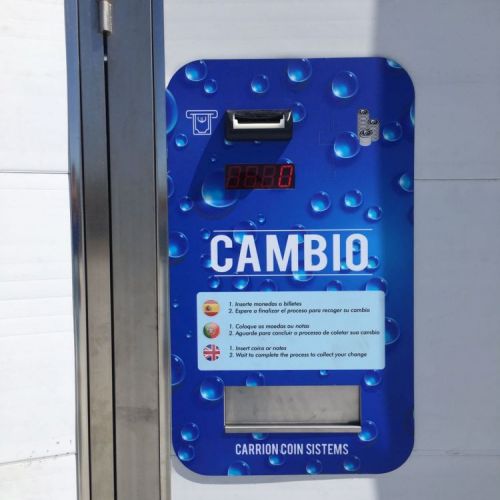 0
CAMBIO
1. Inserte monedas o billetes
2. Espere a finalizar el proceso para recoger su cambio
1. Coloque as moedas ou notas
2. Aguarde para concluir o processo de coletar sua cambio
1. Insert coins or notes
2. Wait to complete the process to collect your change
CARRION COIN SISTEMS